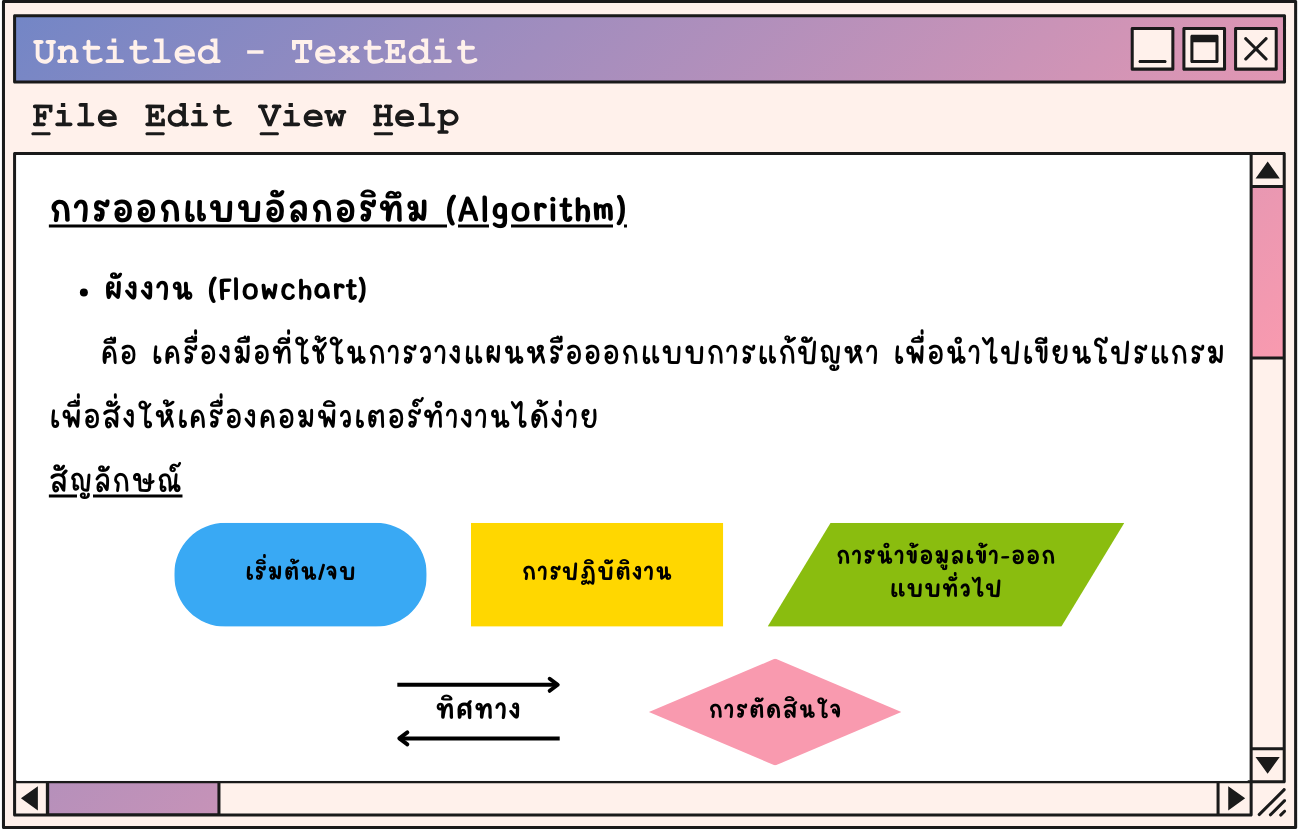 Untitled - TextEdit
File Edit View Help
การออกแบบอัลกอริทึม (Algorithm)
• ผังงาน (Flowchart)
คือ เครื่องมือที่ใช้ในการวางแผนหรือออกแบบการแก้ปัญหา เพื่อนำไปเขียนโปรแกรม
เพื่อสั่งให้เครื่องคอมพิวเตอร์ทำงานได้ง่าย
สัญลักษณ์
เริ่มต้น/จบ
การปฏิบัติงาน
การนำข้อมูลเข้า-ออก
แบบทั่วไป
ทิศทาง
การตัดสินใจ